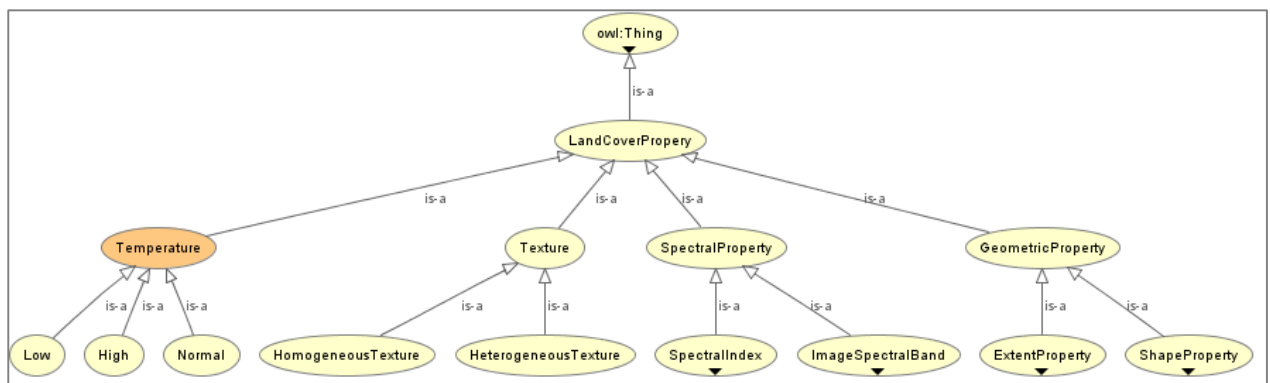 owl:Thing
is-a
LandCoverPropery
is-a is-a is-a is-a
Temperature Texture SpectralProperty GeometricProperty
is-a is-a is-a is-a is-a is-a is-a is-a is-a
Low High Normal HomogeneousTexture HeterogeneousTexture SpectralIndex ImageSpectralBand ExtentProperty ShapeProperty